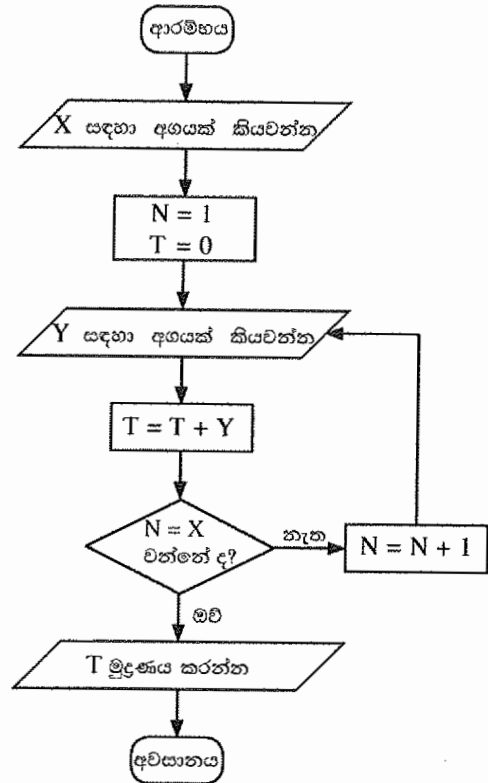 ආරම්භය
X සඳහා අගයක් කියවන්න
N = 1
T = 0
Y සඳහා අගයක් කියවන්න
T = T + Y
N = X
වන්නේ ද?
නැත
N = N + 1
ඔව්
T මුද්‍රණය කරන්න
අවසානය